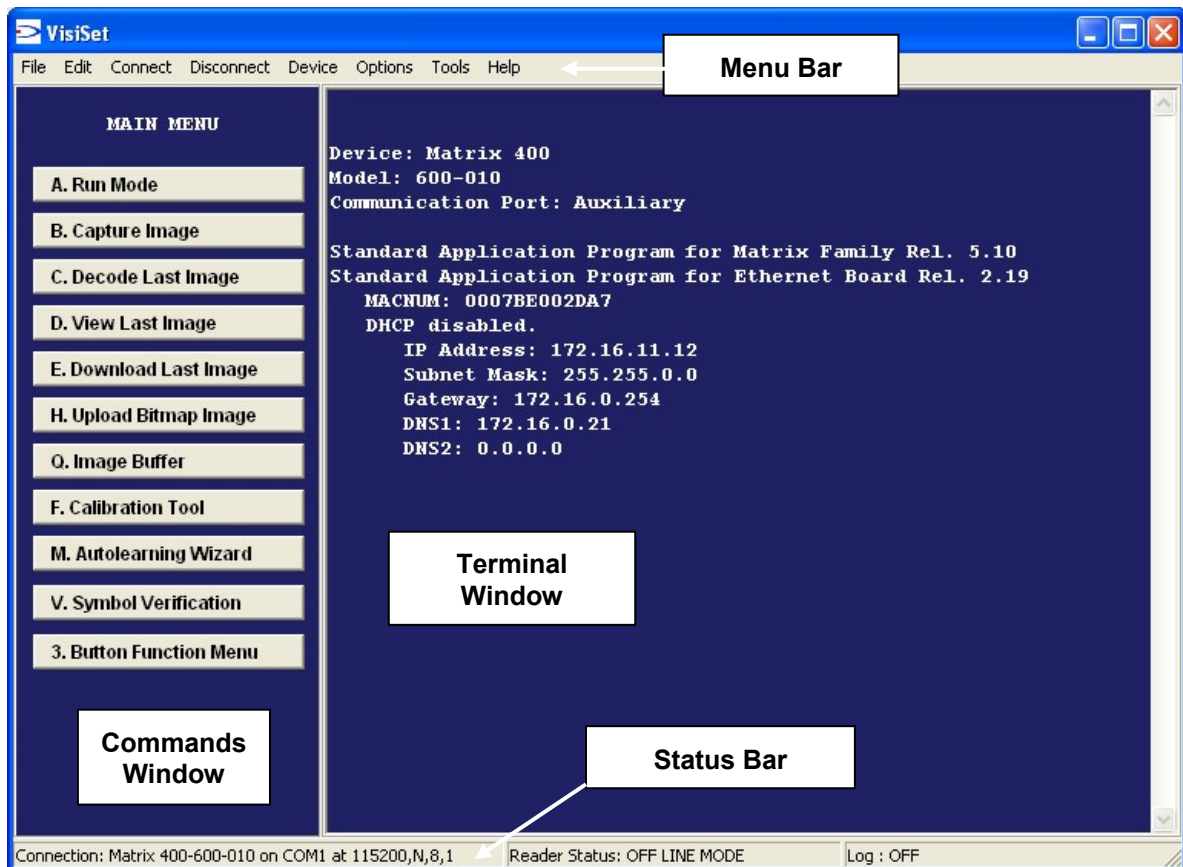 VisiSet
File Edit Connect Disconnect Device Options Tools Help
Menu Bar
MAIN MENU
A. Run Mode
B. Capture Image
C. Decode Last Image
D. View Last Image
E. Download Last Image
H. Upload Bitmap Image
Q. Image Buffer
F. Calibration Tool
M. Autolearning Wizard
V. Symbol Verification
3. Button Function Menu
Commands
Window
Device: Matrix 400
Model: 600-010
Communication Port: Auxiliary
Standard Application Program for Matrix Family Rel. 5.10
Standard Application Program for Ethernet Board Rel. 2.19
MACNUM: 0007BE002DA7
DHCP disabled.
IP Address: 172.16.11.12
Subnet Mask: 255.255.0.0
Gateway: 172.16.0.254
DNS1: 172.16.0.21
DNS2: 0.0.0.0
Terminal
Window
Status Bar
Connection: Matrix 400-600-010 on COM1 at 115200,N,8,1
Reader Status: OFF LINE MODE
Log : OFF